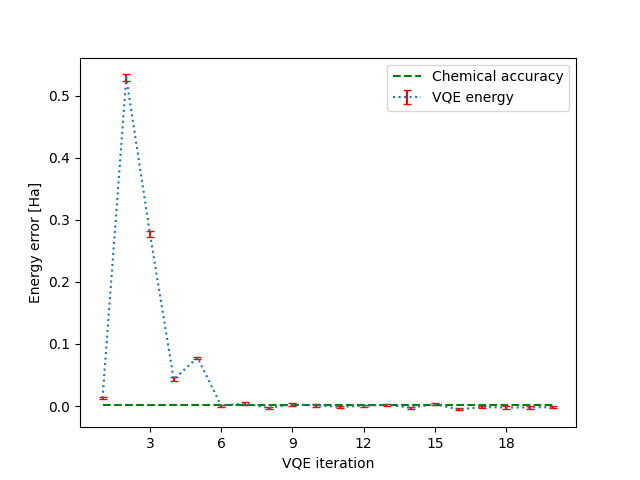 Chemical accuracy
VQE energy
Energy error [Ha]
0.5
0.4
0.3
0.2
0.1
0.0
3 6 9 12 15 18
VQE iteration